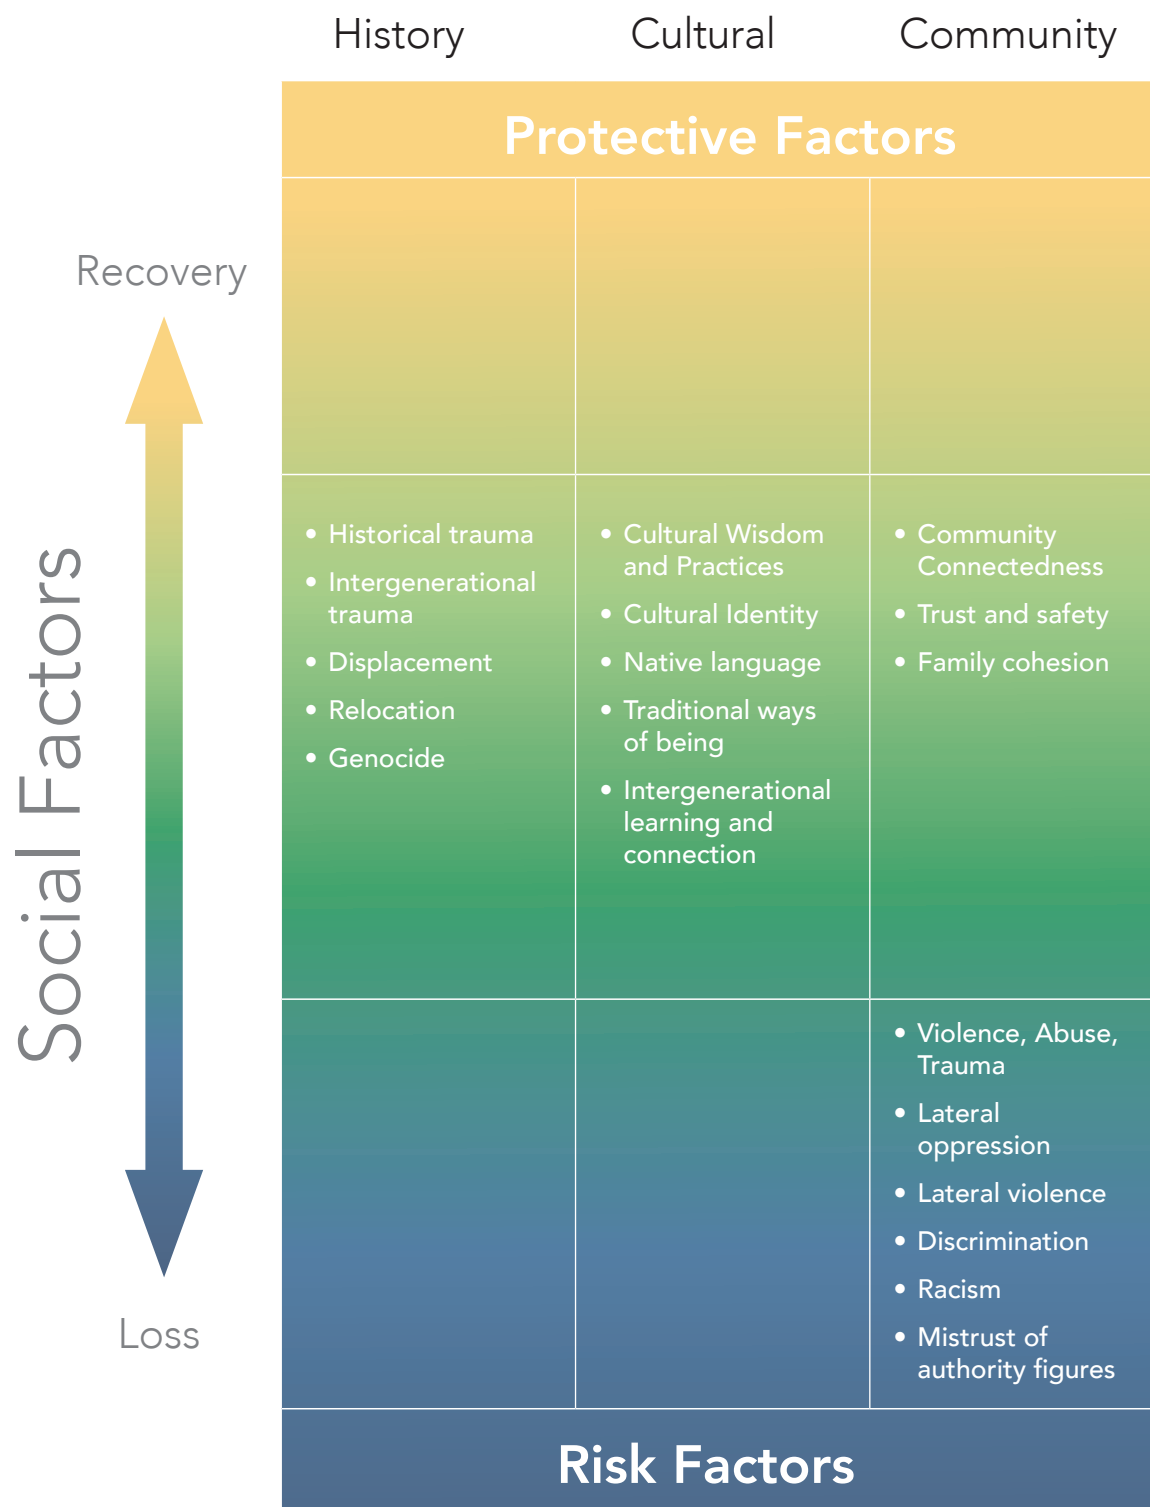 History Cultural Community
Protective Factors
Recovery
Social Factors
• Historical trauma
• Intergenerational
trauma
• Displacement
• Relocation
• Genocide
• Cultural Wisdom
and Practices
• Cultural Identity
• Native language
• Traditional ways
of being
• Intergenerational
learning and
connection
• Community
Connectedness
• Trust and safety
• Family cohesion
• Violence, Abuse,
Trauma
• Lateral
oppression
• Lateral violence
• Discrimination
• Racism
• Mistrust of
authority figures
Loss
Risk Factors